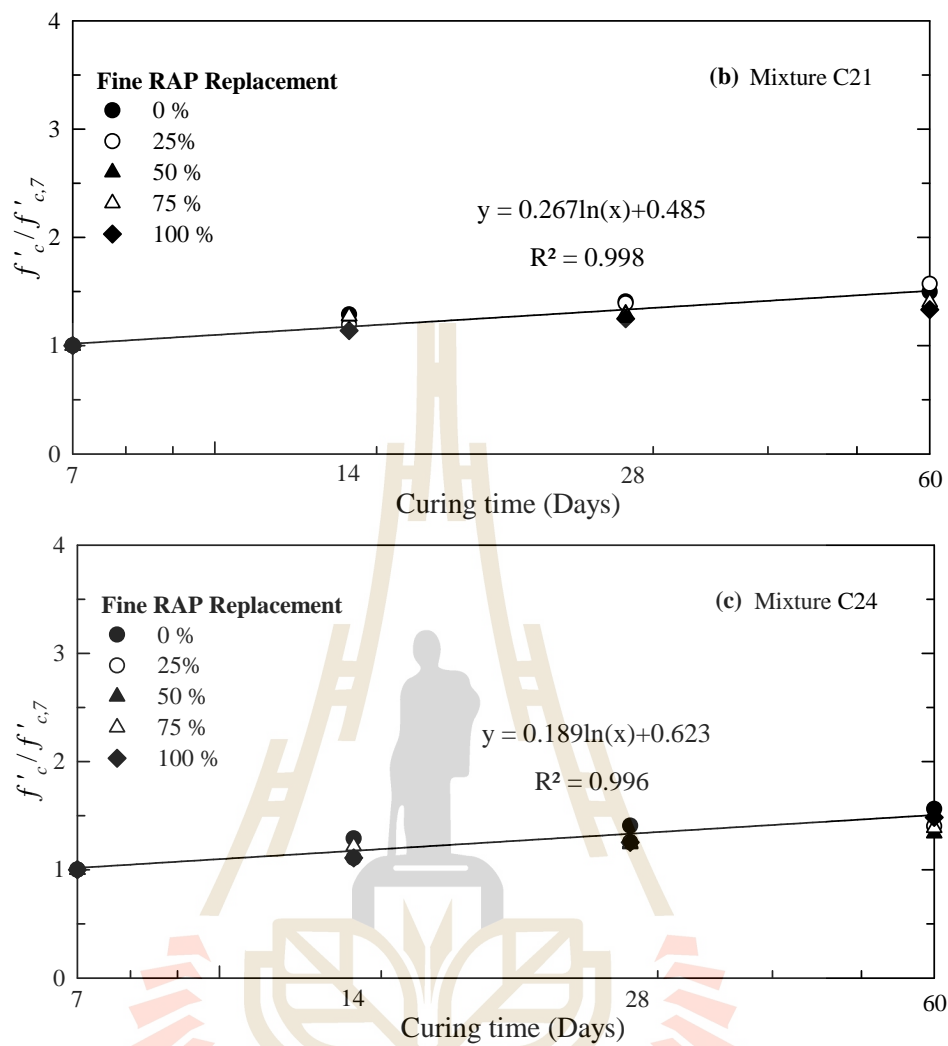 4
Fine RAP Replacement
(b) Mixture C21
0 %
25%
50 %
75 %
100 %
3
y = 0.267ln(x)+0.485
R² = 0.998
2
1
0
f'c/f'c,7
7 14 28 60
Curing time (Days)
4
Fine RAP Replacement
(c) Mixture C24
0 %
25%
50 %
75 %
100 %
3
y = 0.189ln(x)+0.623
R² = 0.996
2
1
0
f'c/f'c,7
7 14 28 60
Curing time (Days)